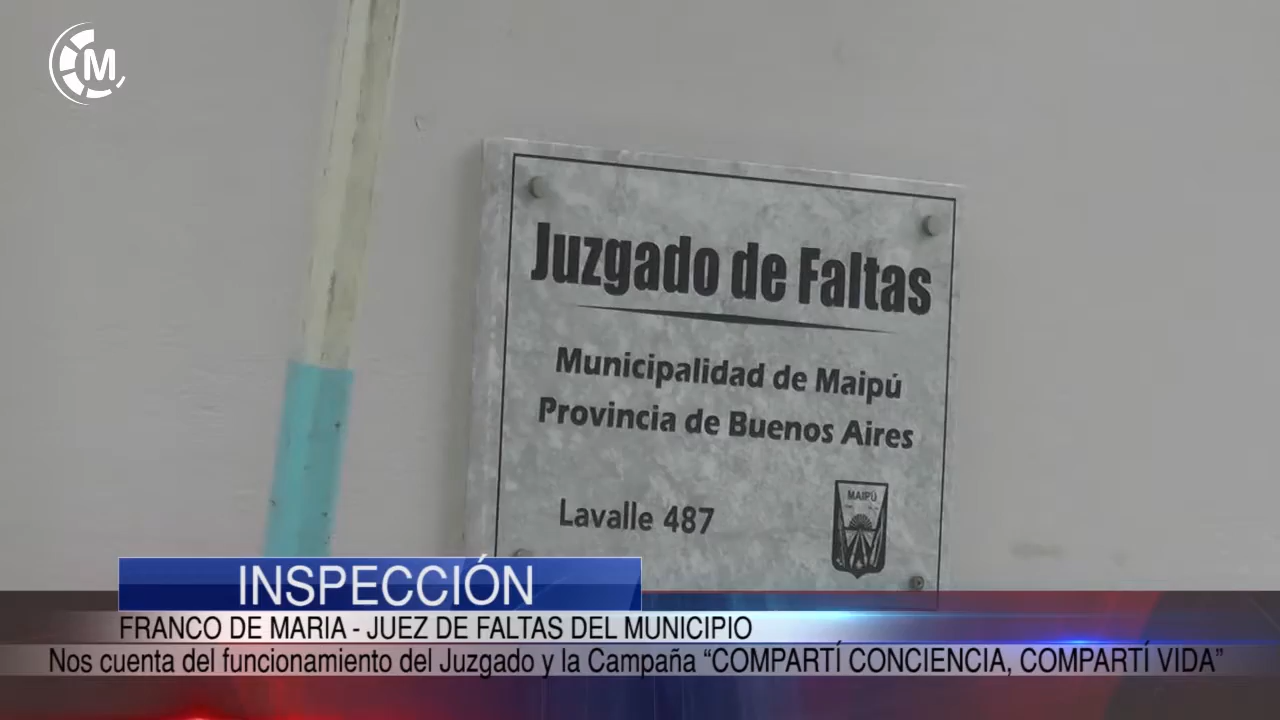 M
Juzgado de Faltas
Municipalidad de Maipú
Provincia de Buenos Aires
Lavalle 487
MAIPÚ
INSPECCIÓN
FRANCO DE MARIA - JUEZ DE FALTAS DEL MUNICIPIO
Nos cuenta del funcionamiento del Juzgado y la Campaña “COMPARTÍ CONCIENCIA, COMPARTÍ VIDA”